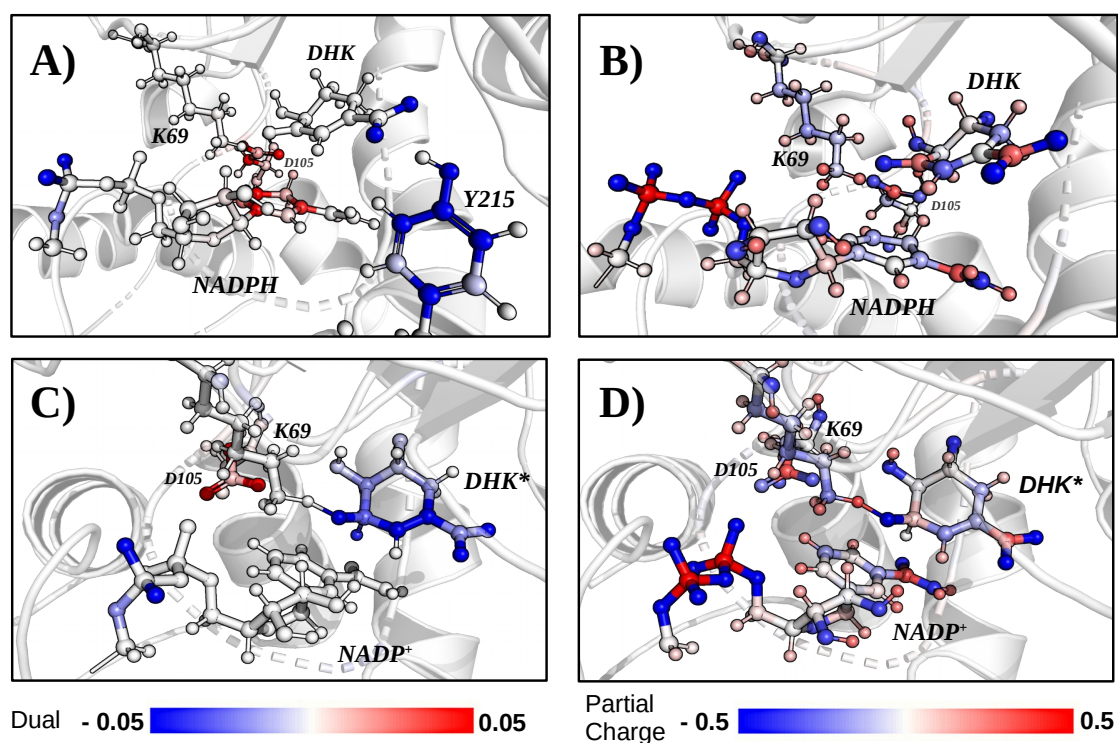 A)
DHK
K69
D105
Y215
NADPH
B)
DHK
K69
D105
NADPH
C)
K69
D105
DHK*
NADP⁺
D)
K69
D105
DHK*
NADP⁺
Dual - 0.05 0.05
Partial
Charge - 0.5 0.5